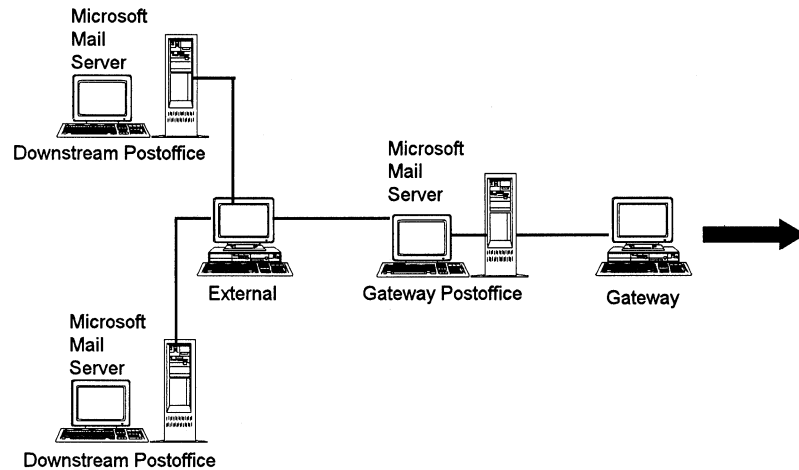 Microsoft
Mail
Server
Downstream Postoffice
Microsoft
Mail
Server
External
Gateway Postoffice
Gateway
Microsoft
Mail
Server
Downstream Postoffice